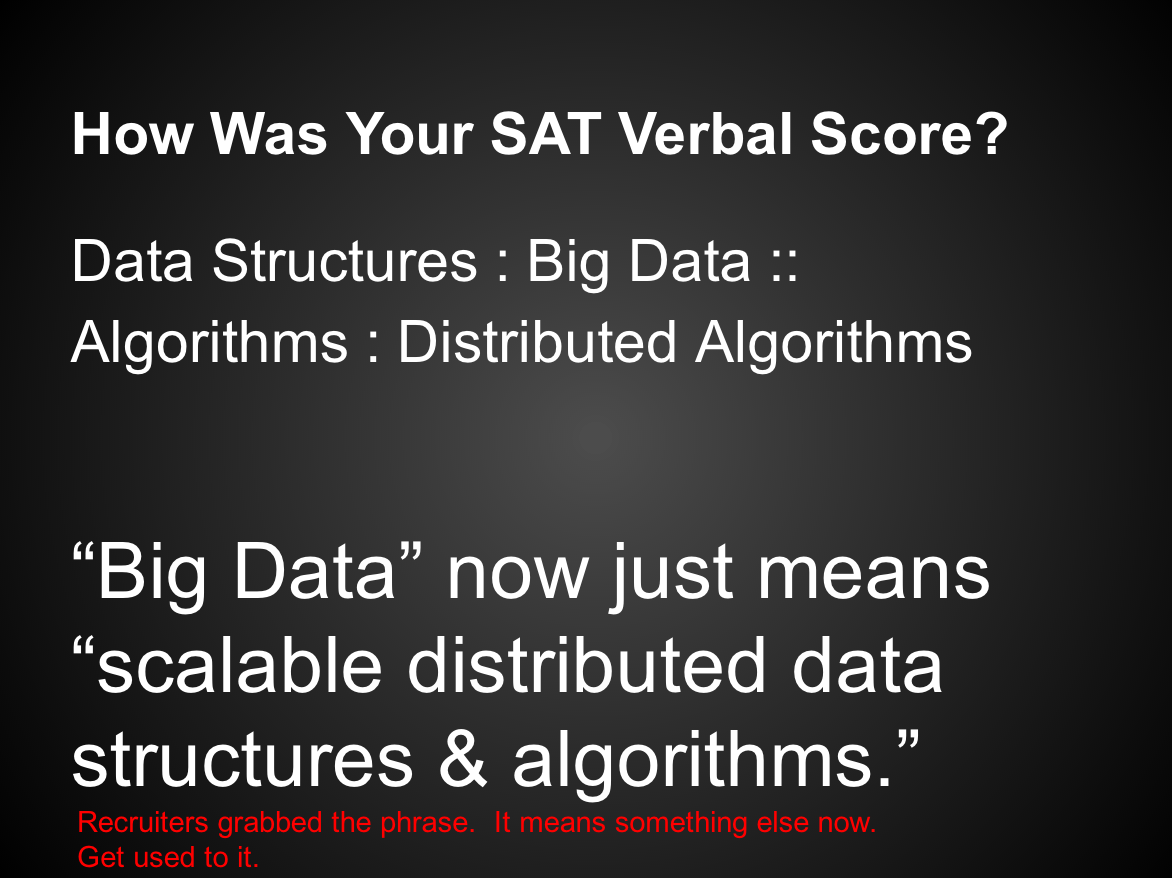 How Was Your SAT Verbal Score?
Data Structures : Big Data ::
Algorithms : Distributed Algorithms
“Big Data” now just means
“scalable distributed data
structures & algorithms.”
Recruiters grabbed the phrase.  It means something else now.
Get used to it.